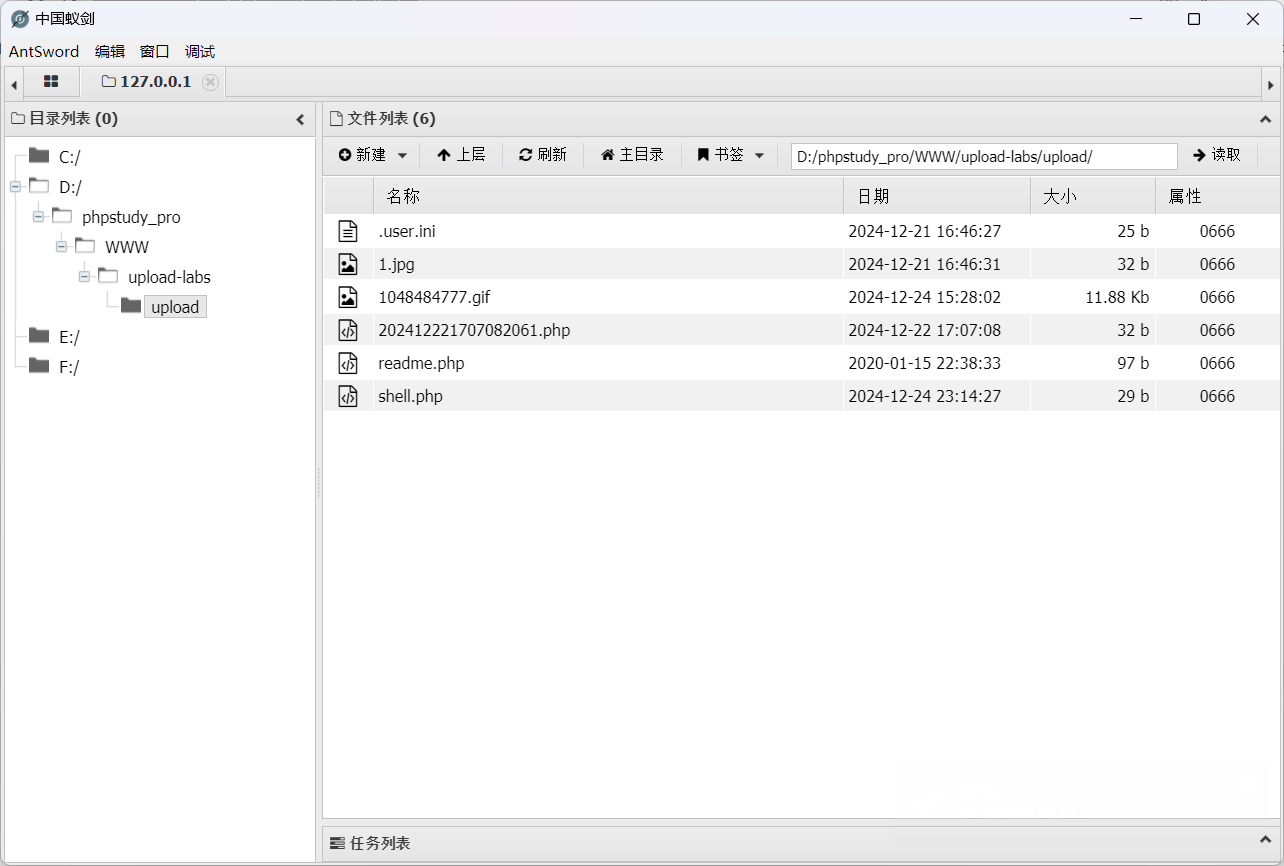 中国蚁剑
AntSword 编辑 窗口 调试
127.0.0.1
目录列表 (0)
C:/
D:/
phpstudy_pro
WWW
upload-labs
upload
E:/
F:/
文件列表 (6)
新建 上层 刷新 主目录 书签 D:/phpstudy_pro/WWW/upload-labs/upload/ 读取
名称 日期 大小 属性
.user.ini 2024-12-21 16:46:27 25 b 0666
1.jpg 2024-12-21 16:46:31 32 b 0666
1048484777.gif 2024-12-24 15:28:02 11.88 Kb 0666
202412221707082061.php 2024-12-22 17:07:08 32 b 0666
readme.php 2020-01-15 22:38:33 97 b 0666
shell.php 2024-12-24 23:14:27 29 b 0666
任务列表